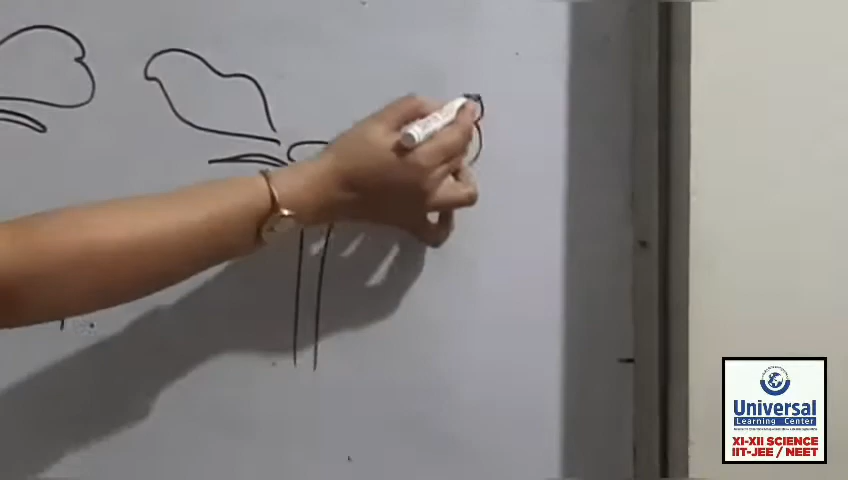 Universal
Learning Center
XI-XII SCIENCE
IIT-JEE / NEET